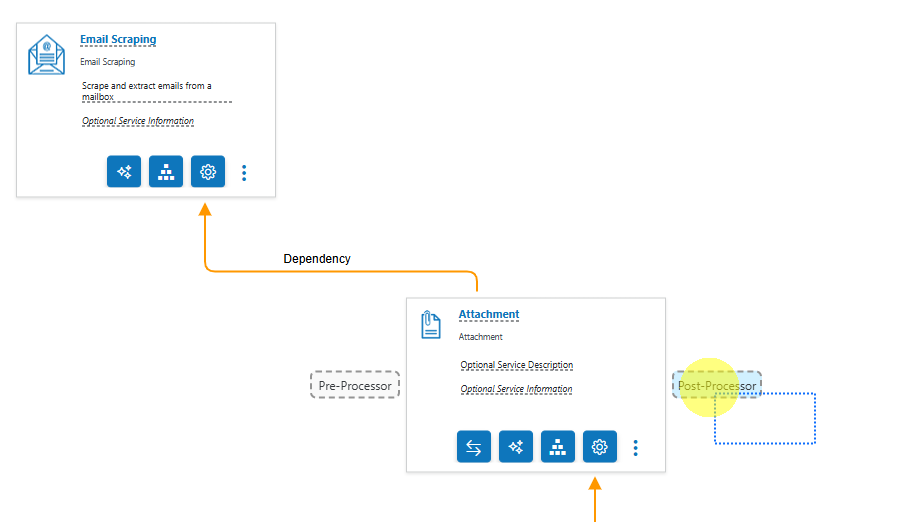 Email Scraping
Email Scraping
Scrape and extract emails from a
mailbox
Optional Service Information
Dependency
Attachment
Attachment
Optional Service Description
Pre-Processor
Post-Processor
Optional Service Information